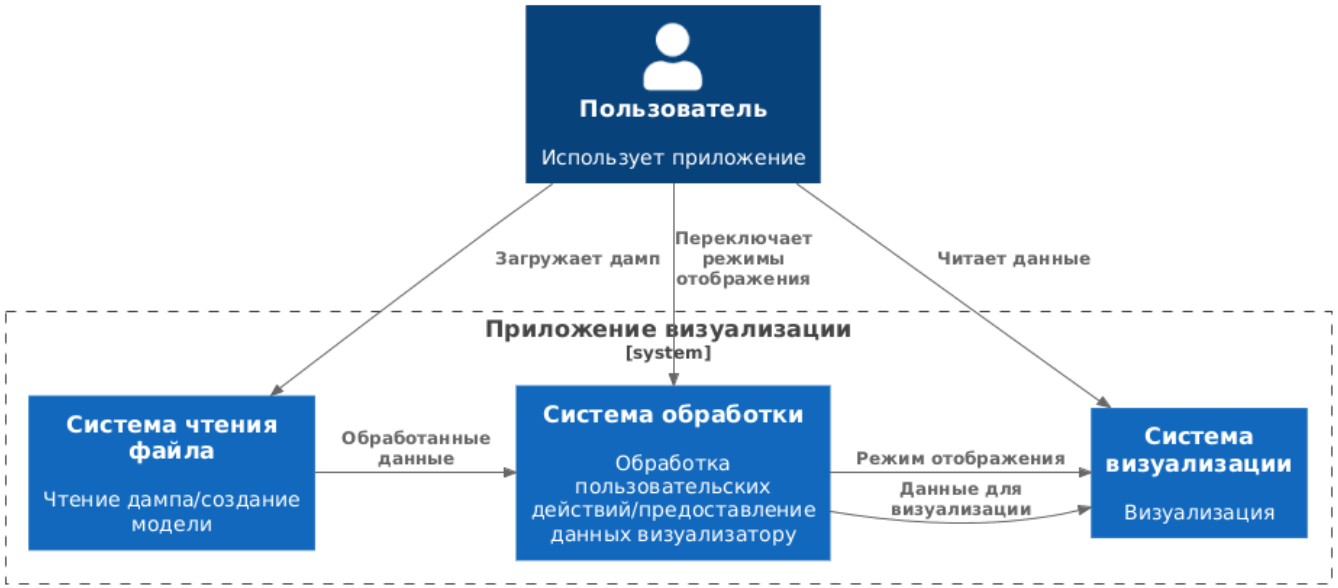 Пользователь
Использует приложение
Загружает дамп
Переключает
режимы
отображения
Читает данные
Приложение визуализации
[system]
Система чтения
файла
Чтение дампа/создание
модели
Обработанные
данные
Система обработки
Обработка
пользовательских
действий/предоставление
данных визуализатору
Режим отображения
Данные для
визуализации
Система
визуализации
Визуализация